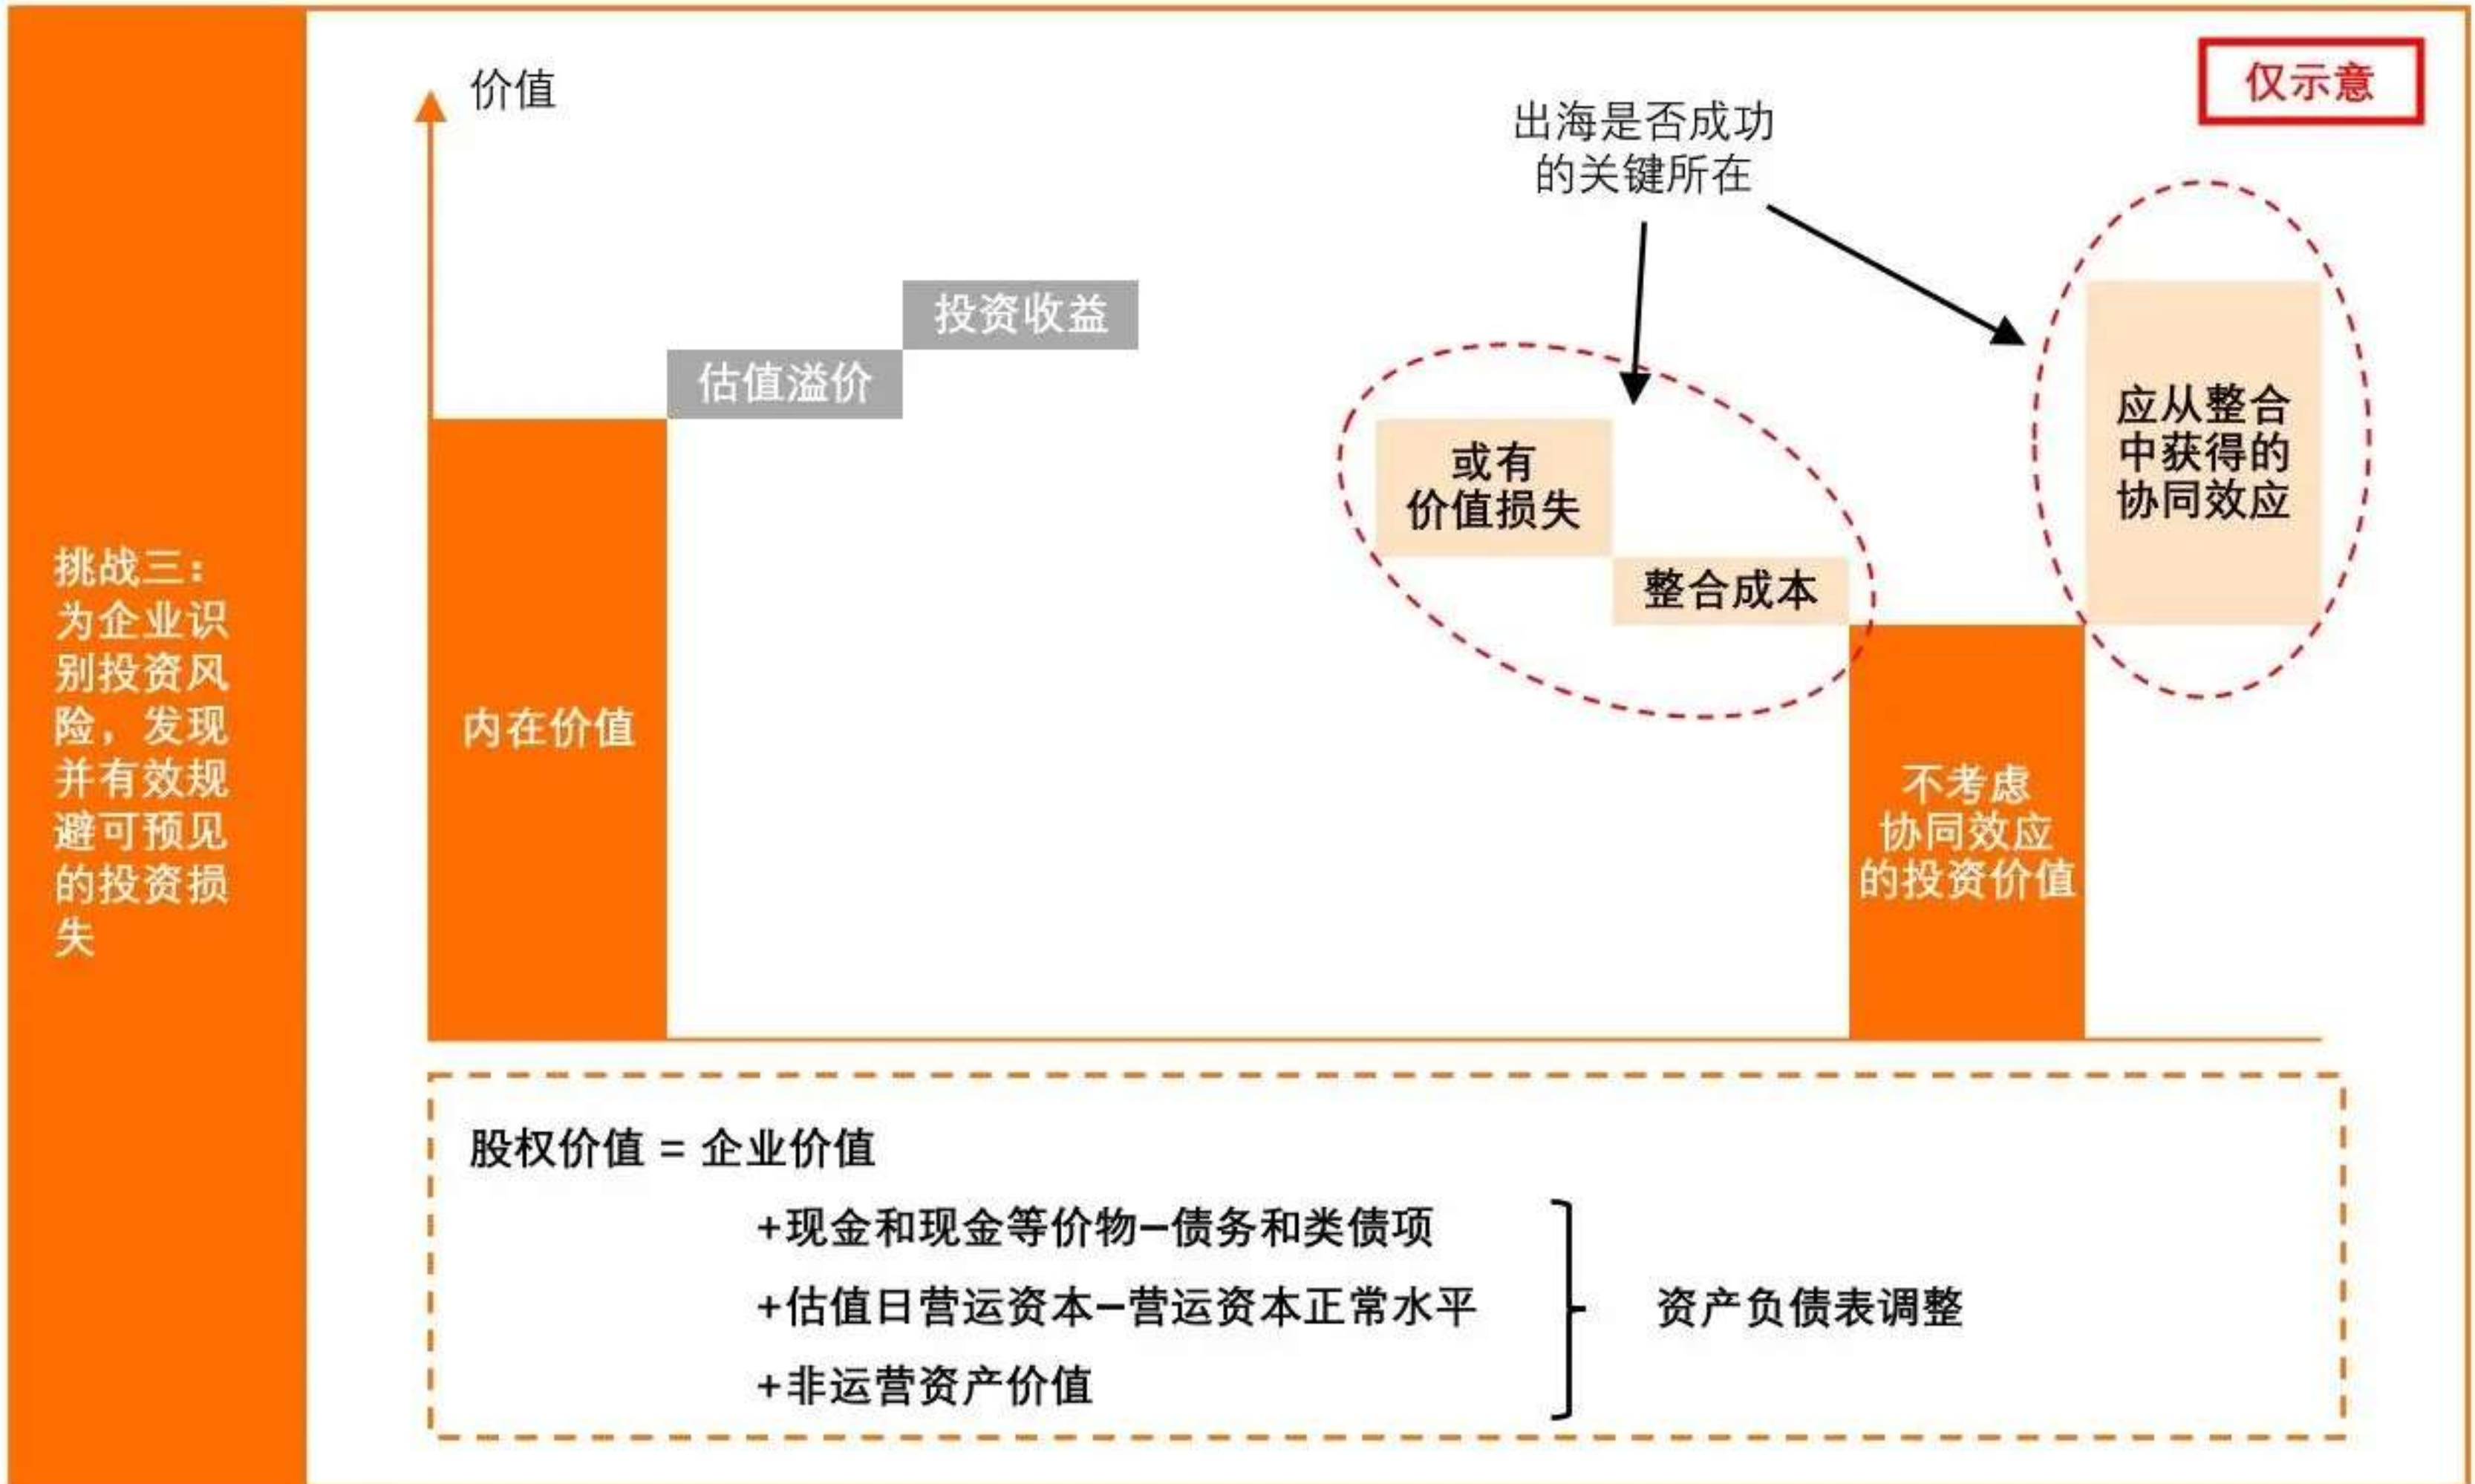 挑战三：
为企业识
别投资风
险，发现
并有效规
避可预见
的投资损
失
价值
仅示意
出海是否成功
的关键所在
投资收益
估值溢价
内在价值
或有
价值损失
整合成本
不考虑
协同效应
的投资价值
应从整合
中获得的
协同效应
股权价值 = 企业价值
+现金和现金等价物–债务和类债项
+估值日营运资本–营运资本正常水平
+非运营资产价值
资产负债表调整